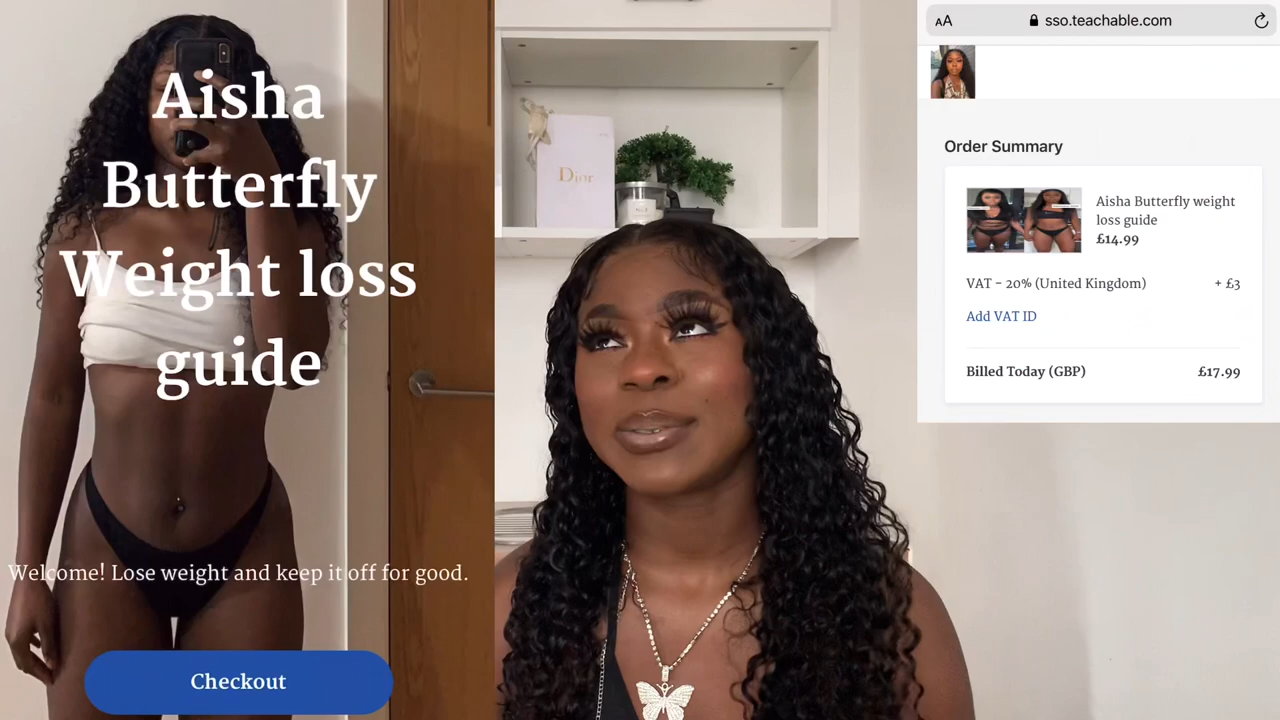 Aisha
Butterfly
Weight loss
guide
Welcome! Lose weight and keep it off for good.
Checkout
Dior
AA
sso.teachable.com
Order Summary
Aisha Butterfly weight
loss guide
£14.99
VAT - 20% (United Kingdom) + £3
Add VAT ID
Billed Today (GBP) £17.99